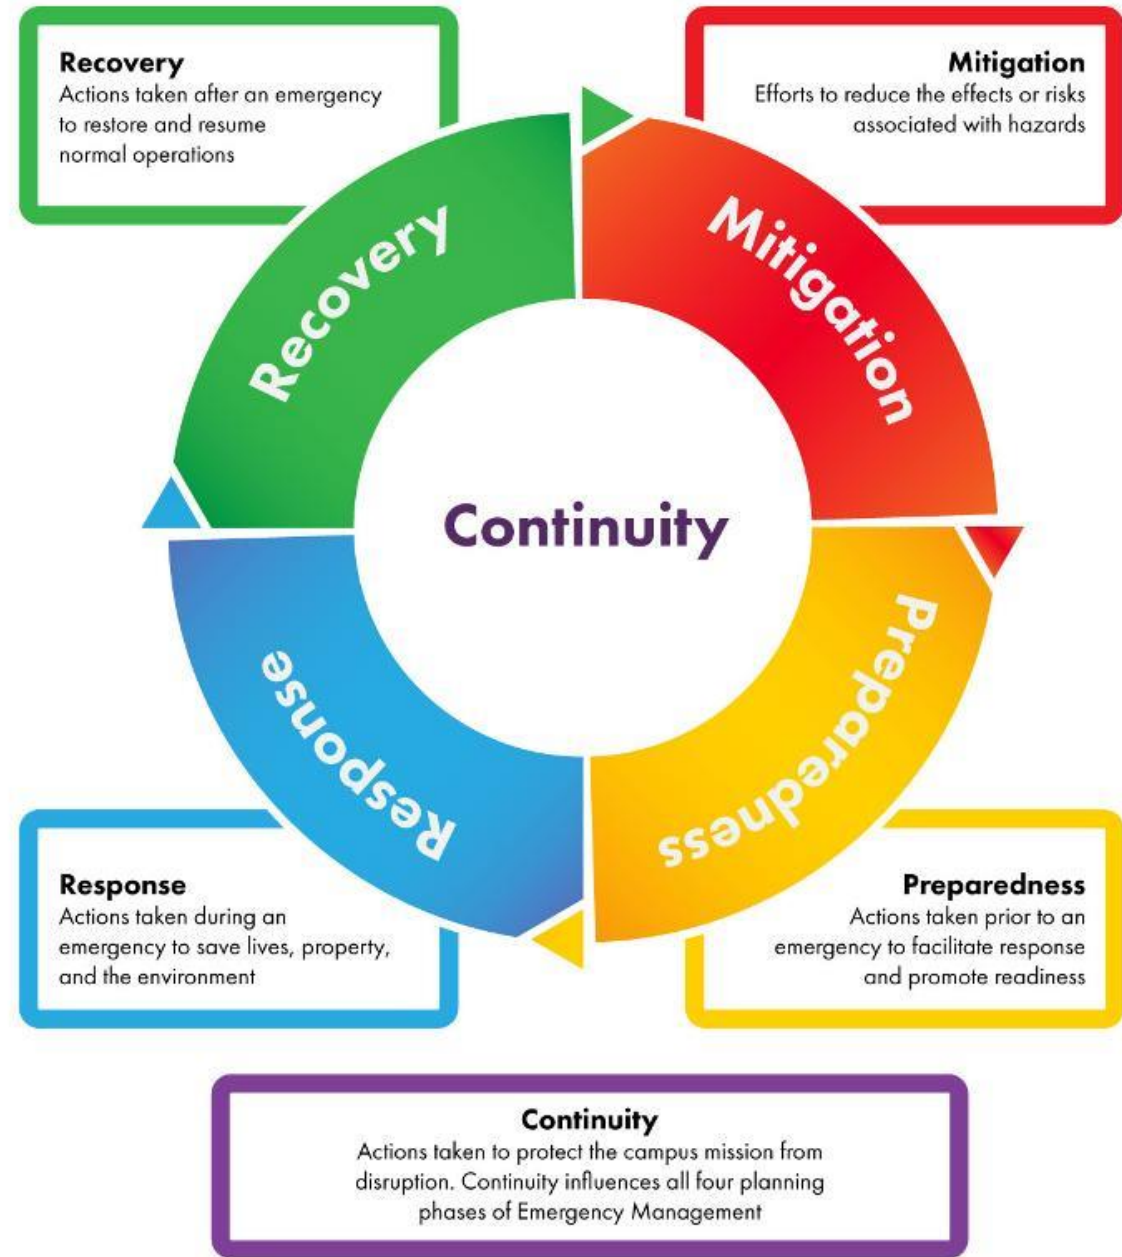 Recovery
Actions taken after an emergency
to restore and resume
normal operations
Mitigation
Efforts to reduce the effects or risks
associated with hazards
Recovery
Mitigation
Continuity
Response
Preparedness
Response
Actions taken during an
emergency to save lives, property,
and the environment
Preparedness
Actions taken prior to an
emergency to facilitate response
and promote readiness
Continuity
Actions taken to protect the campus mission from
disruption. Continuity influences all four planning
phases of Emergency Management